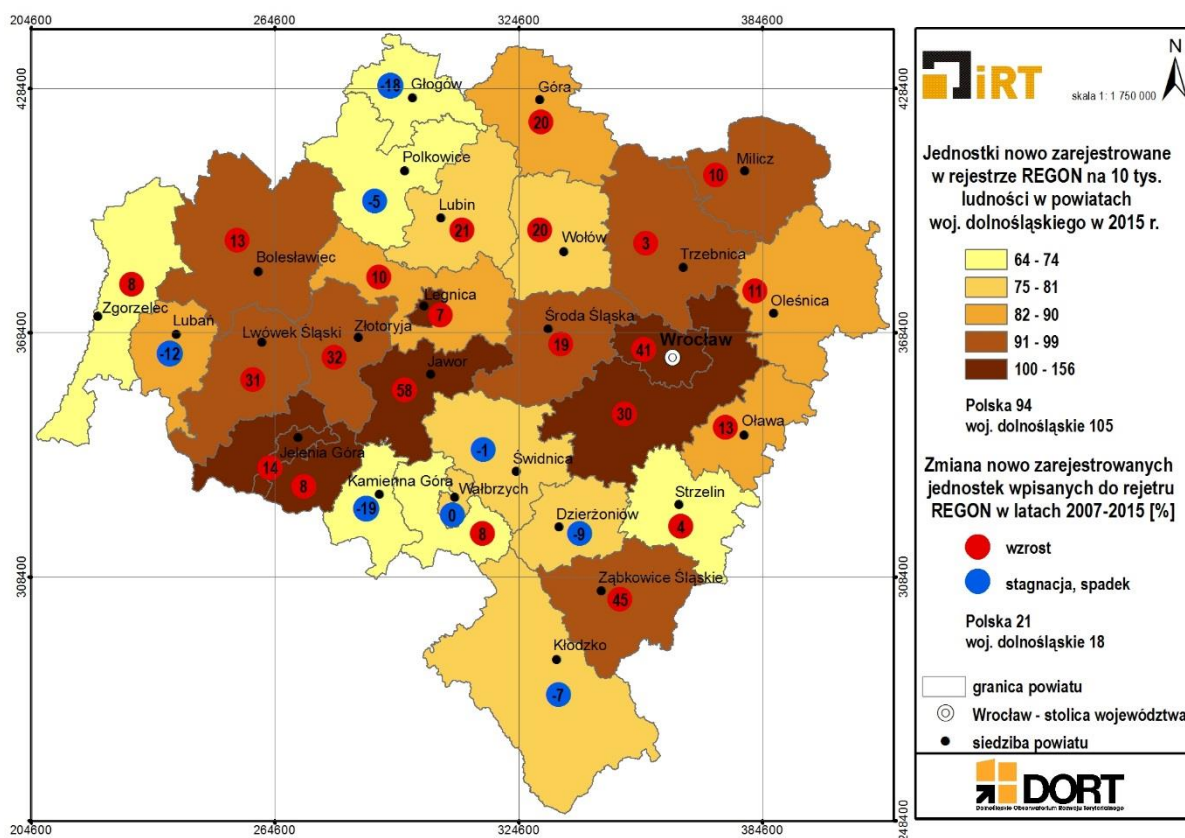 204600
264600
324600
384600
428400
428400
368400
368400
308400
308400
248400
204600
264600
324600
384600
-18
Głogów
Góra
20
Polkowice
-5
10
Milicz
Lubin
21
20
Wołów
3
Trzebnica
13
Bolesławiec
8
Zgorzelec
10
Legnica
7
11
Oleśnica
Lubań
-12
Lwówek Śląski
31
Złotoryja
32
Środa Śląska
19
Wrocław
41
Jawor
58
30
13
Oława
Jelenia Góra
14
8
-1
Świdnica
Kamienna Góra
-19
Wałbrzych
0
8
Dzierżoniów
-9
Strzelin
4
Ząbkowice Śląskie
45
Kłodzko
-7
iRT
N
skala 1: 1 750 000
Jednostki nowo zarejestrowane
w rejestrze REGON na 10 tys.
ludności w powiatach
woj. dolnośląskiego w 2015 r.
64 - 74
75 - 81
82 - 90
91 - 99
100 - 156
Polska 94
woj. dolnośląskie 105
Zmiana nowo zarejestrowanych
jednostek wpisanych do rejetru
REGON w latach 2007-2015 [%]
wzrost
stagnacja, spadek
Polska 21
woj. dolnośląskie 18
granica powiatu
Wrocław - stolica województwa
siedziba powiatu
DORT
Dolnośląskie Obserwatorium Rozwoju Terytorialnego